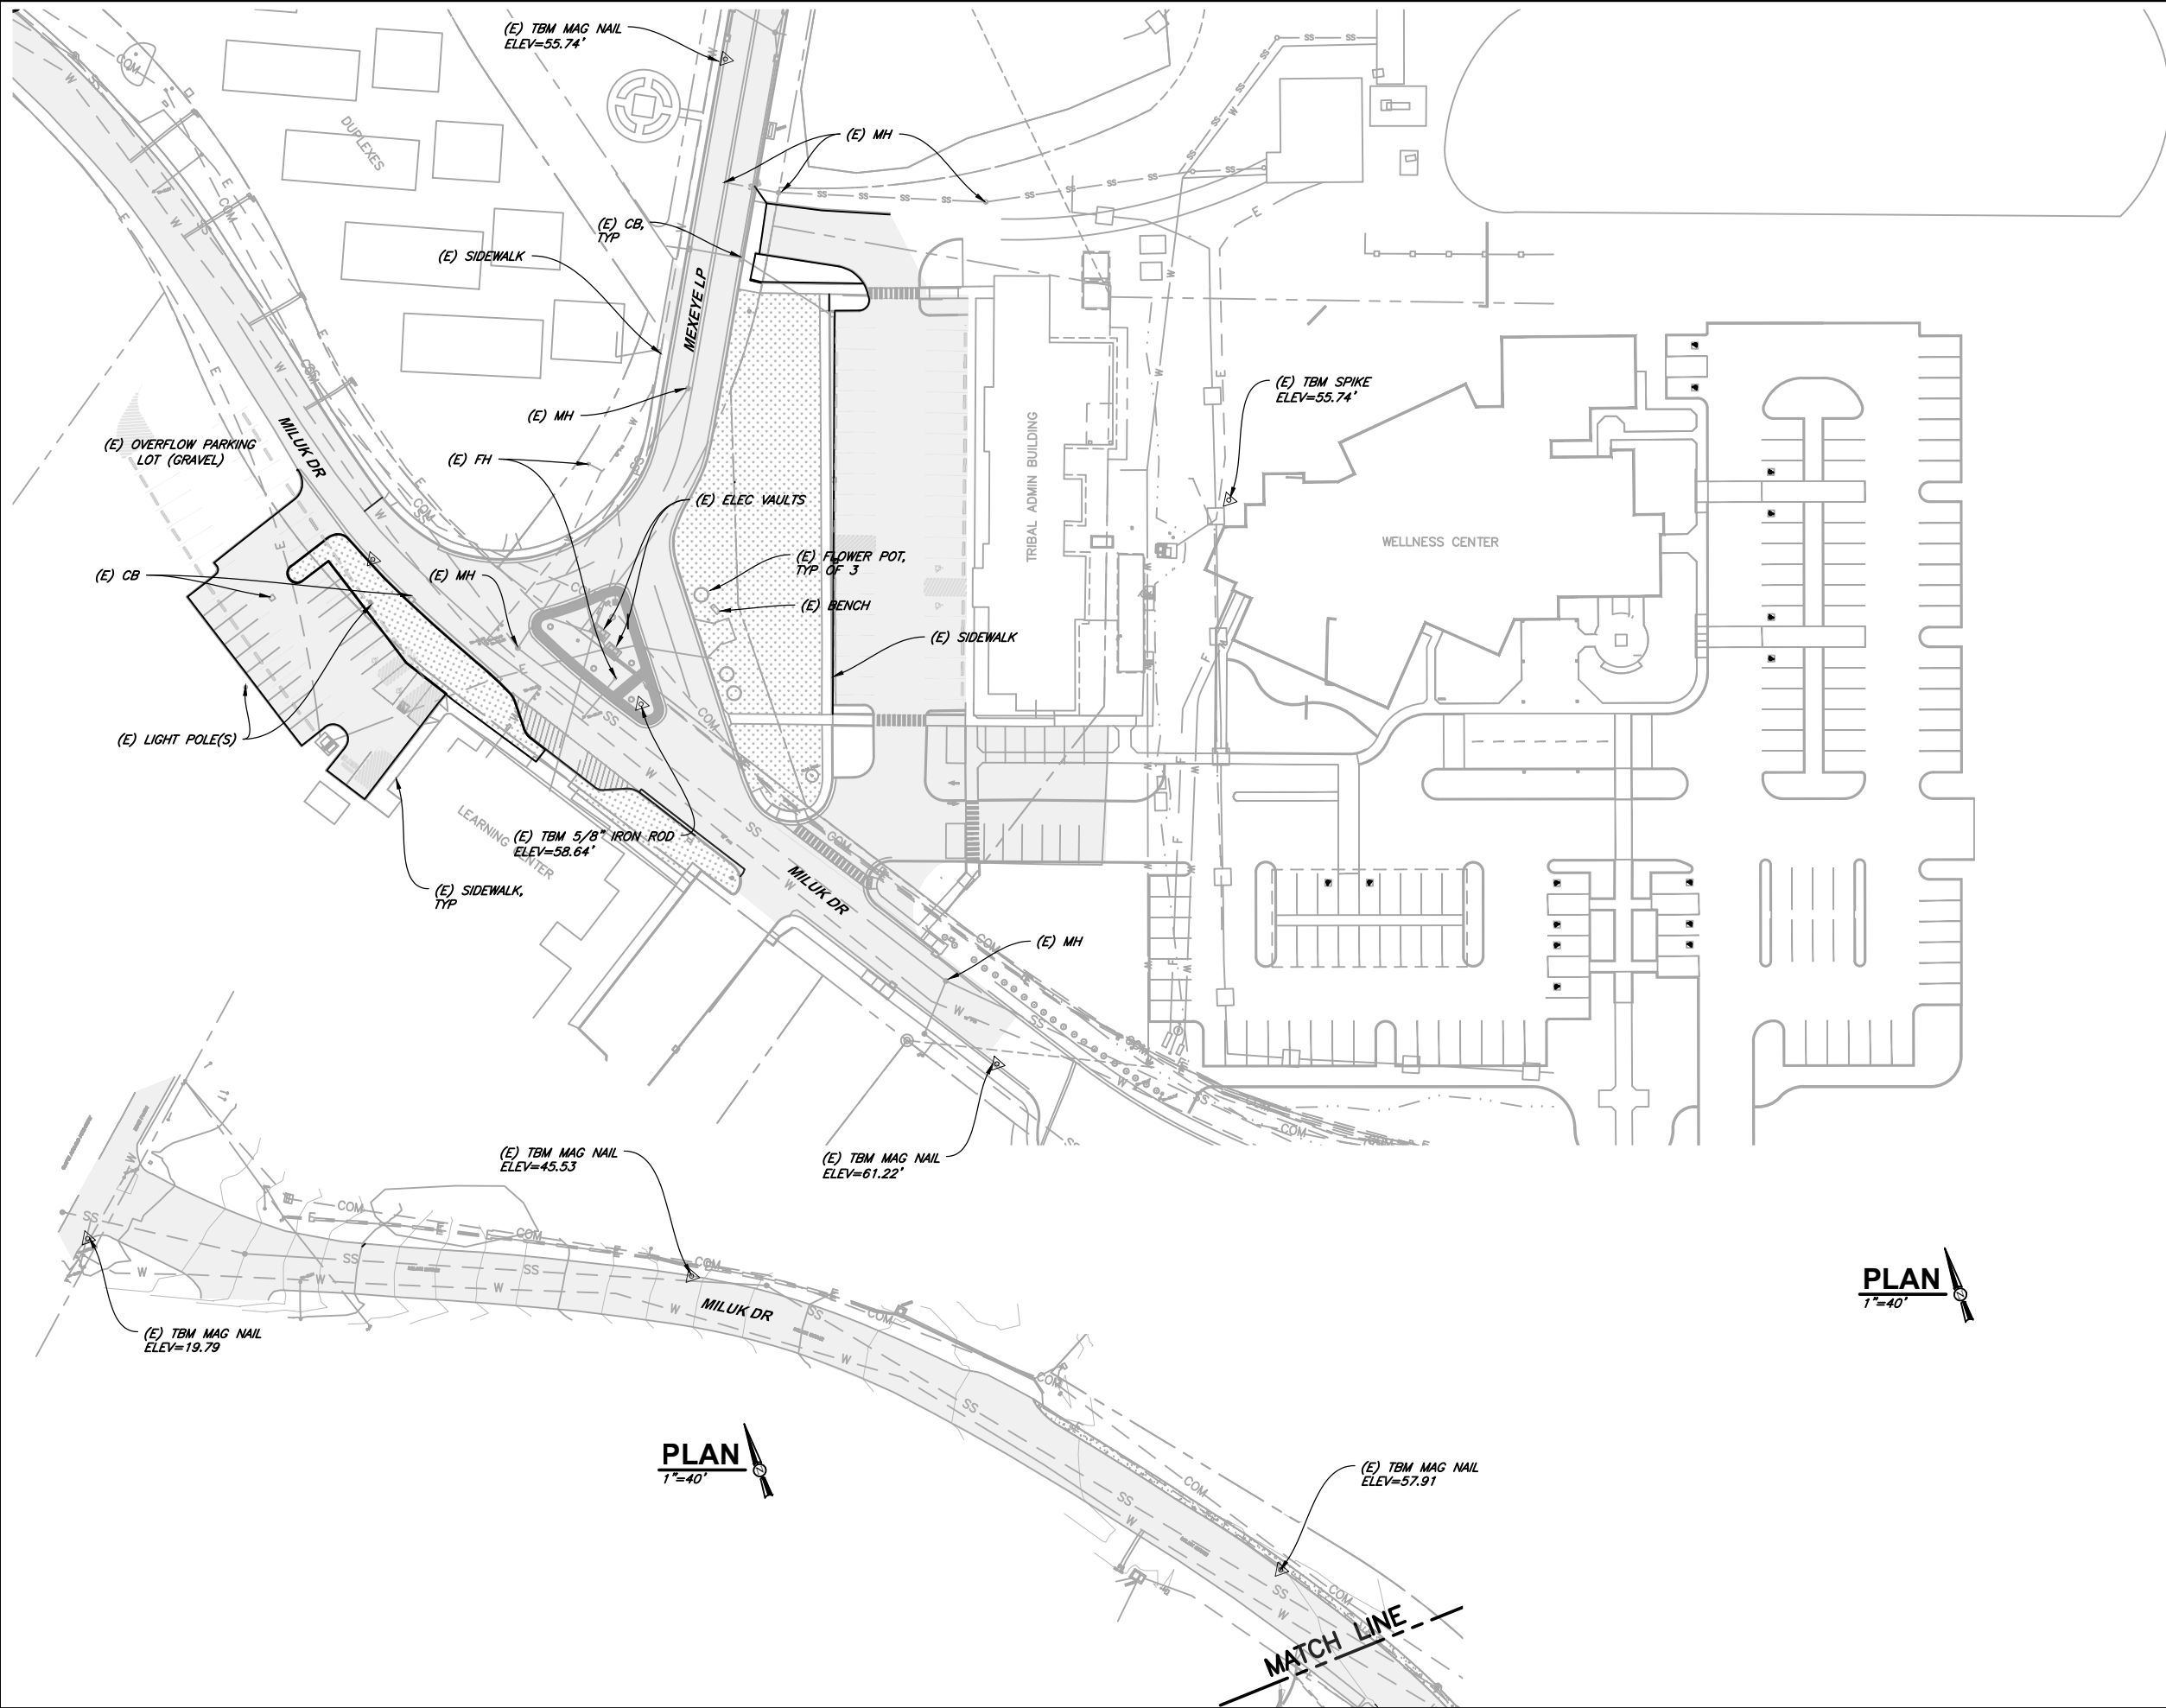 (E) TBM MAG NAIL
ELEV=55.74'
(E) MH
COM
DUPLEXES
(E) CB,
TYP
(E) SIDEWALK
MEXEYE LP
(E) TBM SPIKE
ELEV=55.74'
(E) MH
MILUK DR
(E) OVERFLOW PARKING
LOT (GRAVEL)
(E) FH
(E) ELEC VAULTS
TRIBAL ADMIN BUILDING
WELLNESS CENTER
(E) FLOWER POT,
TYP OF 3
(E) CB
(E) MH
(E) BENCH
(E) SIDEWALK
(E) LIGHT POLE(S)
LEARNING CENTER
(E) TBM 5/8" IRON ROD
ELEV=58.64'
(E) SIDEWALK,
TYP
MILUK DR
(E) MH
(E) TBM MAG NAIL
ELEV=45.53
(E) TBM MAG NAIL
ELEV=61.22'
PLAN
1"=40'
MILUK DR
(E) TBM MAG NAIL
ELEV=19.79
PLAN
1"=40'
(E) TBM MAG NAIL
ELEV=57.91
MATCH LINE